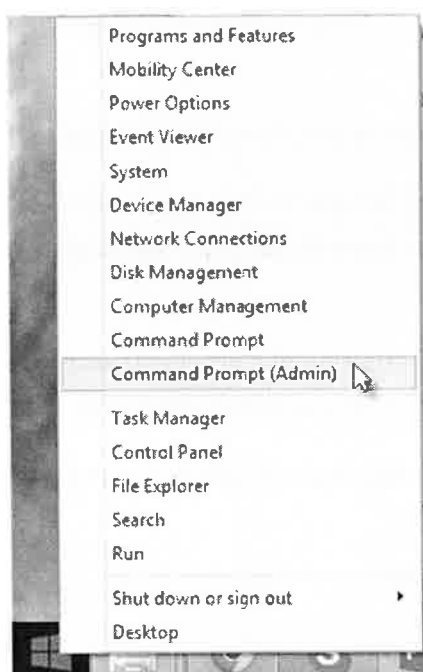 Programs and Features
Mobility Center
Power Options
Event Viewer
System
Device Manager
Network Connections
Disk Management
Computer Management
Command Prompt
Command Prompt (Admin)
Task Manager
Control Panel
File Explorer
Search
Run
Shut down or sign out
Desktop